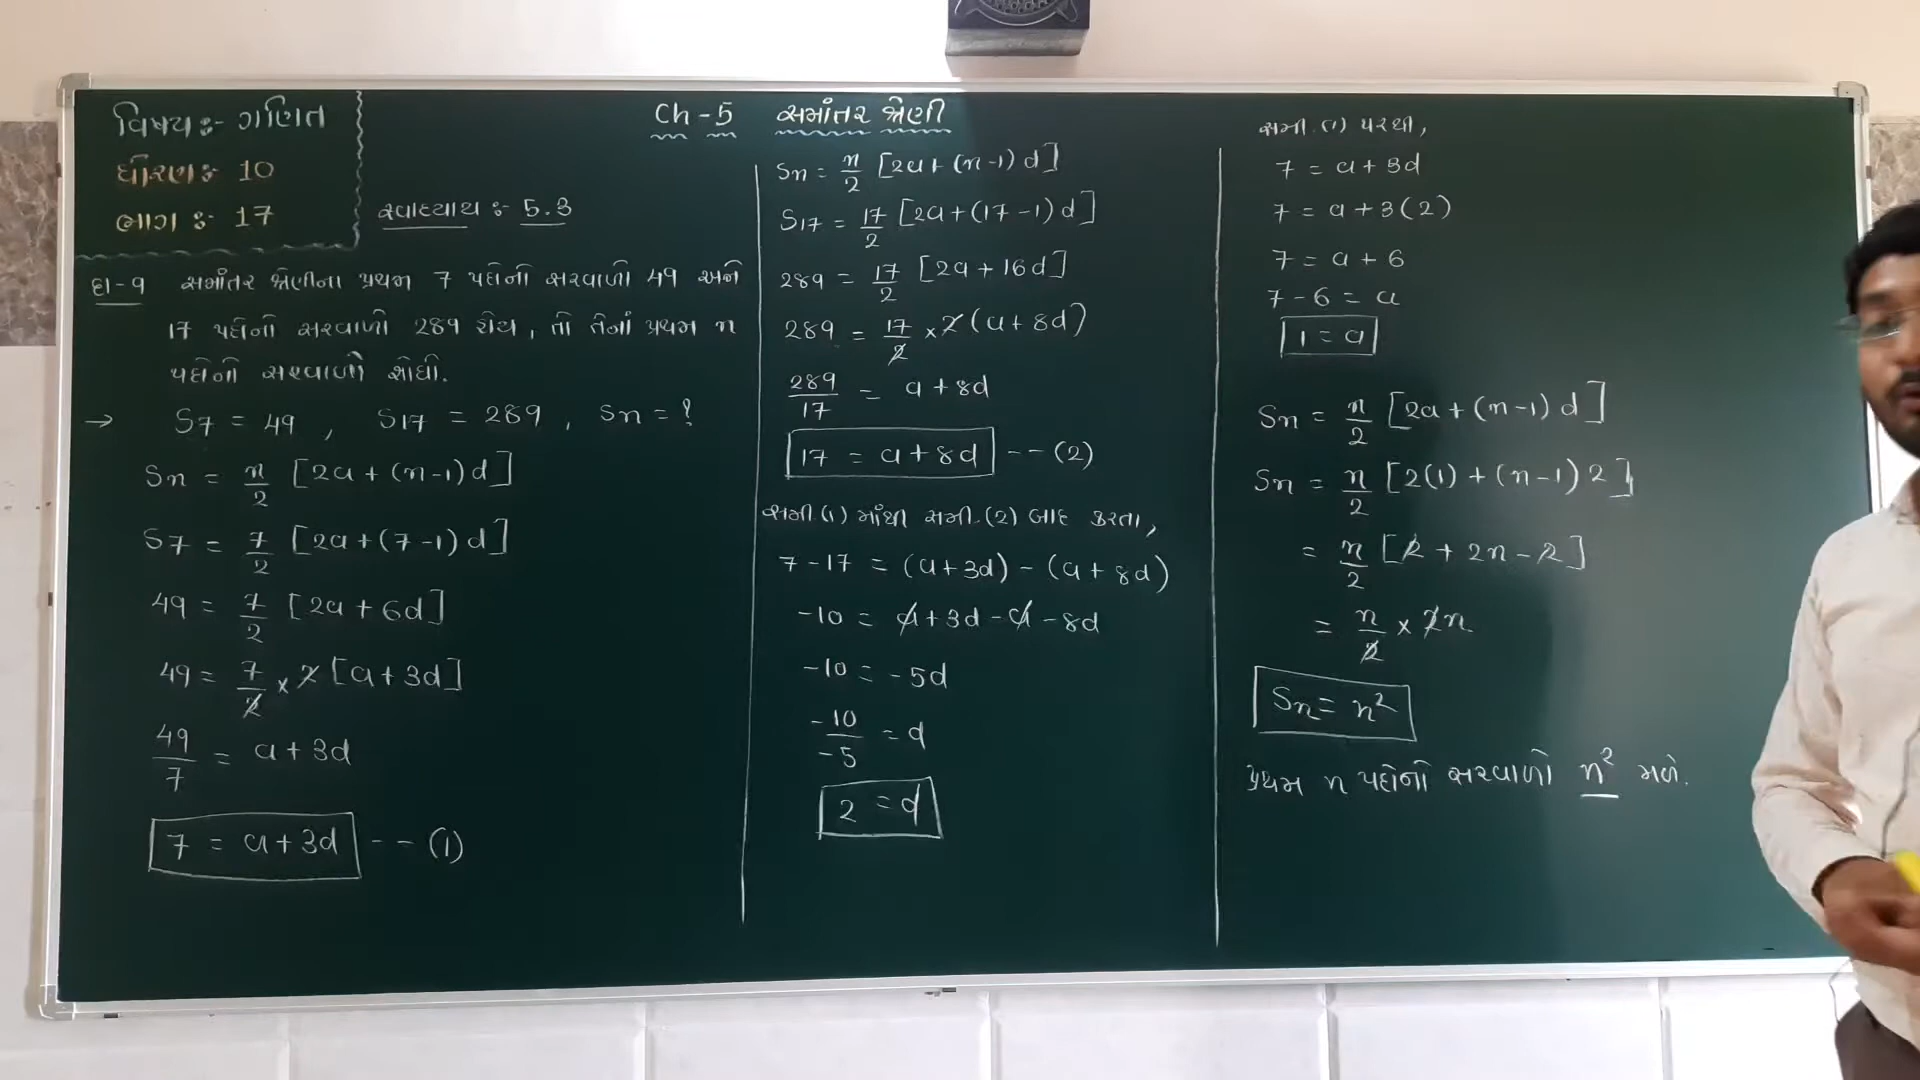 વિષય :- ગણિત
ધોરણ : 10
ભાગ : 17
Ch-5 સમાંતર શ્રેણી
સ્વાધ્યાય :- 5.3
દા-9 સમાંતર શ્રેણીના પ્રથમ 7 પદોનો સરવાળો 49 અને
17 પદોનો સરવાળો 289 હોય, તો તેનાં પ્રથમ n
પદોનો સરવાળો શોધો.
→ S7 = 49 , S17 = 289 , Sn = ?
Sn = n/2 [2a + (n-1) d]
S7 = 7/2 [2a + (7-1) d]
49 = 7/2 [2a + 6d]
49 = 7/2 × 2 [a + 3d]
49/7 = a + 3d
7 = a + 3d -- (1)
Sn = n/2 [2a + (n-1) d]
S17 = 17/2 [2a + (17-1) d]
289 = 17/2 [2a + 16d]
289 = 17/2 × 2 (a + 8d)
289/17 = a + 8d
17 = a + 8d -- (2)
સમી.(1) માંથી સમી.(2) બાદ કરતા,
7 - 17 = (a + 3d) - (a + 8d)
-10 = a + 3d - a - 8d
-10 = -5d
-10/-5 = d
2 = d
સમી.(1) પરથી,
7 = a + 3d
7 = a + 3(2)
7 = a + 6
7 - 6 = a
1 = a
Sn = n/2 [2a + (n-1) d]
Sn = n/2 [2(1) + (n-1) 2]
= n/2 [2 + 2n - 2]
= n/2 × 2n
Sn = n²
પ્રથમ n પદોનો સરવાળો n² મળે.